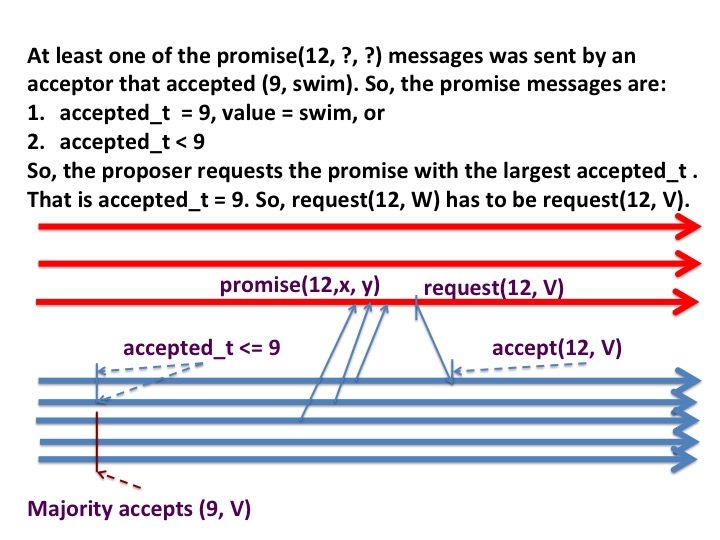 At least one of the promise(12, ?, ?) messages was sent by an
acceptor that accepted (9, swim). So, the promise messages are:
1. accepted_t = 9, value = swim, or
2. accepted_t < 9
So, the proposer requests the promise with the largest accepted_t .
That is accepted_t = 9. So, request(12, W) has to be request(12, V).
promise(12,x, y)
request(12, V)
accepted_t <= 9
accept(12, V)
Majority accepts (9, V)